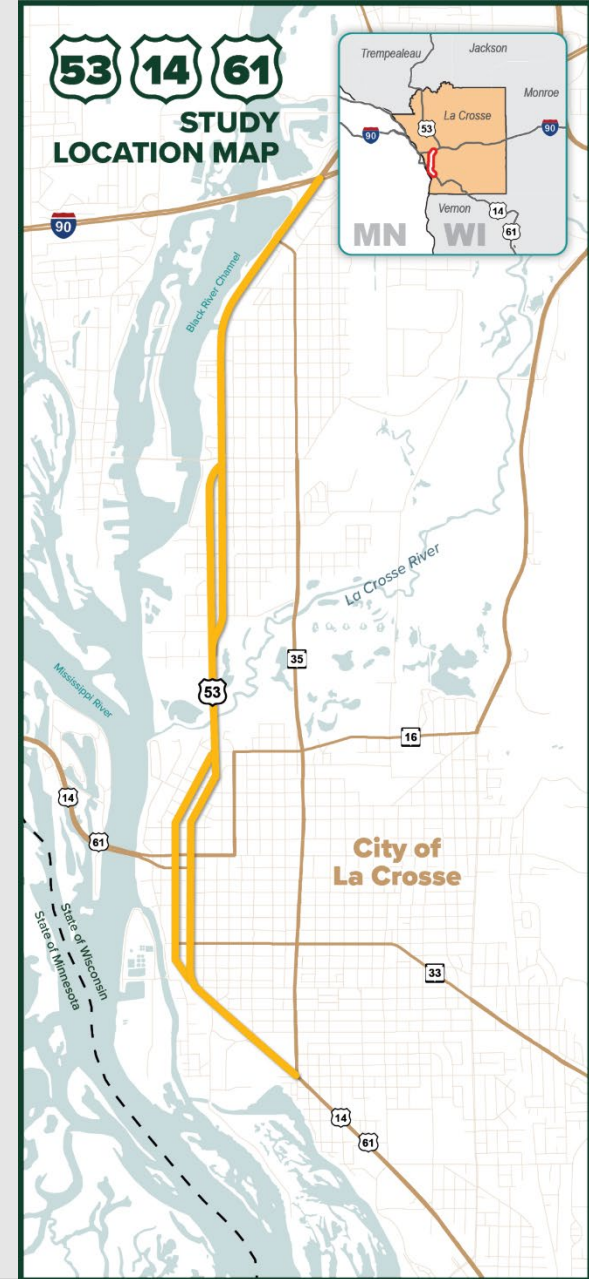 53 14 61
STUDY
LOCATION MAP
Trempealeau
Jackson
Monroe
La Crosse
53
90
90
Vernon
14
61
MN WI
90
Black River Channel
La Crosse River
35
53
Mississippi River
16
14
61
City of
La Crosse
State of Wisconsin
State of Minnesota
33
14
61